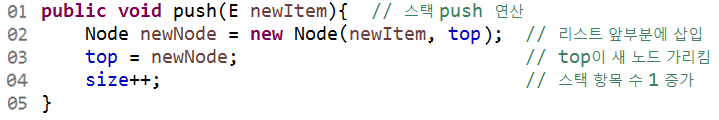 01 public void push(E newItem){  // 스택 push 연산
02     Node newNode = new Node(newItem, top);  // 리스트 앞부분에 삽입
03     top = newNode;                          // top이 새 노드 가리킴
04     size++;                                 // 스택 항목 수 1 증가
05 }